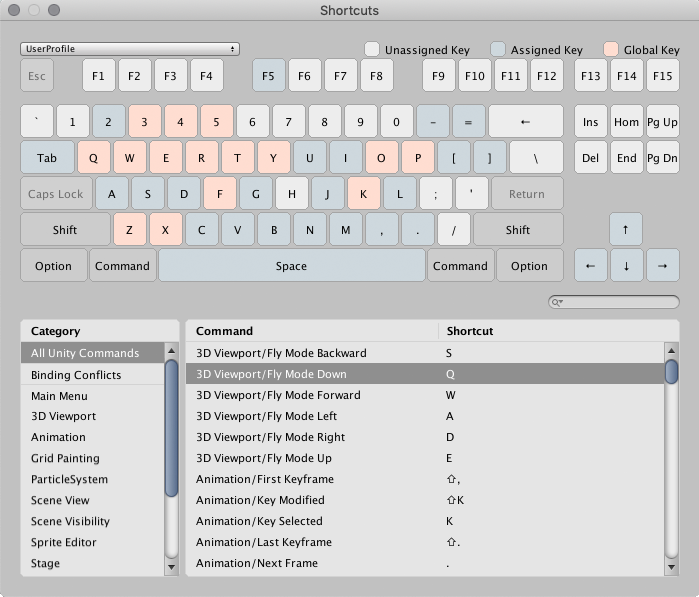 Shortcuts
UserProfile Unassigned Key Assigned Key Global Key
Esc F1 F2 F3 F4 F5 F6 F7 F8 F9 F10 F11 F12 F13 F14 F15
` 1 2 3 4 5 6 7 8 9 0 - = ← Ins Hom Pg Up
Tab Q W E R T Y U I O P [ ] \ Del End Pg Dn
Caps Lock A S D F G H J K L ; ' Return
Shift Z X C V B N M , . / Shift ↑
Option Command Space Command Option ← ↓ →
Category Command Shortcut
All Unity Commands 3D Viewport/Fly Mode Backward S
Binding Conflicts 3D Viewport/Fly Mode Down Q
Main Menu 3D Viewport/Fly Mode Forward W
3D Viewport 3D Viewport/Fly Mode Left A
Animation 3D Viewport/Fly Mode Right D
Grid Painting 3D Viewport/Fly Mode Up E
ParticleSystem Animation/First Keyframe ⇧,
Scene View Animation/Key Modified ⇧K
Scene Visibility Animation/Key Selected K
Sprite Editor Animation/Last Keyframe ⇧.
Stage Animation/Next Frame .